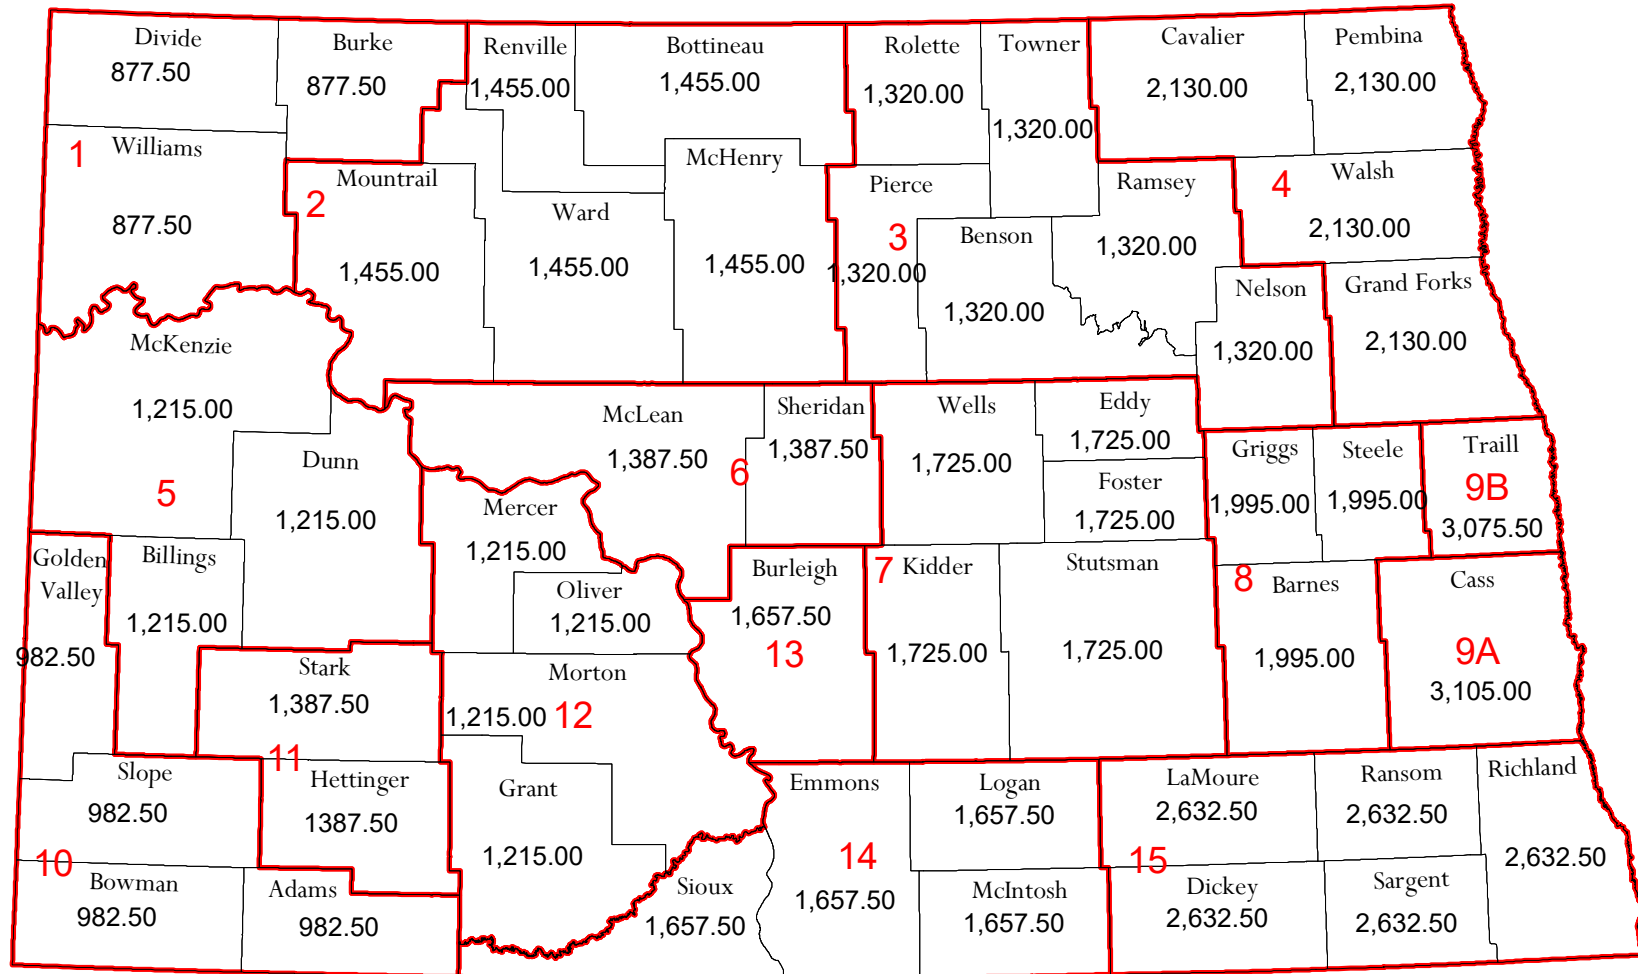 Divide
877.50
Burke
877.50
Renville
1,455.00
Bottineau
1,455.00
Rolette
1,320.00
Towner
1,320.00
Cavalier
2,130.00
Pembina
2,130.00
1
Williams
877.50
2
Mountrail
1,455.00
Ward
1,455.00
McHenry
1,455.00
Pierce
3
1,320.00
Benson
1,320.00
Ramsey
1,320.00
4
Walsh
2,130.00
Nelson
1,320.00
Grand Forks
2,130.00
McKenzie
1,215.00
5
Dunn
1,215.00
McLean
1,387.50
6
Sheridan
1,387.50
Wells
1,725.00
Eddy
1,725.00
Foster
1,725.00
Griggs
1,995.00
Steele
1,995.00
Traill
9B
3,075.50
Mercer
1,215.00
Oliver
1,215.00
Golden
Valley
982.50
Billings
1,215.00
Burleigh
1,657.50
13
7
Kidder
1,725.00
Stutsman
1,725.00
8
Barnes
1,995.00
Cass
9A
3,105.00
Stark
1,387.50
11
Morton
1,215.00
12
Slope
982.50
Hettinger
1387.50
Grant
1,215.00
Emmons
14
1,657.50
Logan
1,657.50
LaMoure
2,632.50
Ransom
2,632.50
Richland
2,632.50
10
Bowman
982.50
Adams
982.50
Sioux
1,657.50
McIntosh
1,657.50
15
Dickey
2,632.50
Sargent
2,632.50